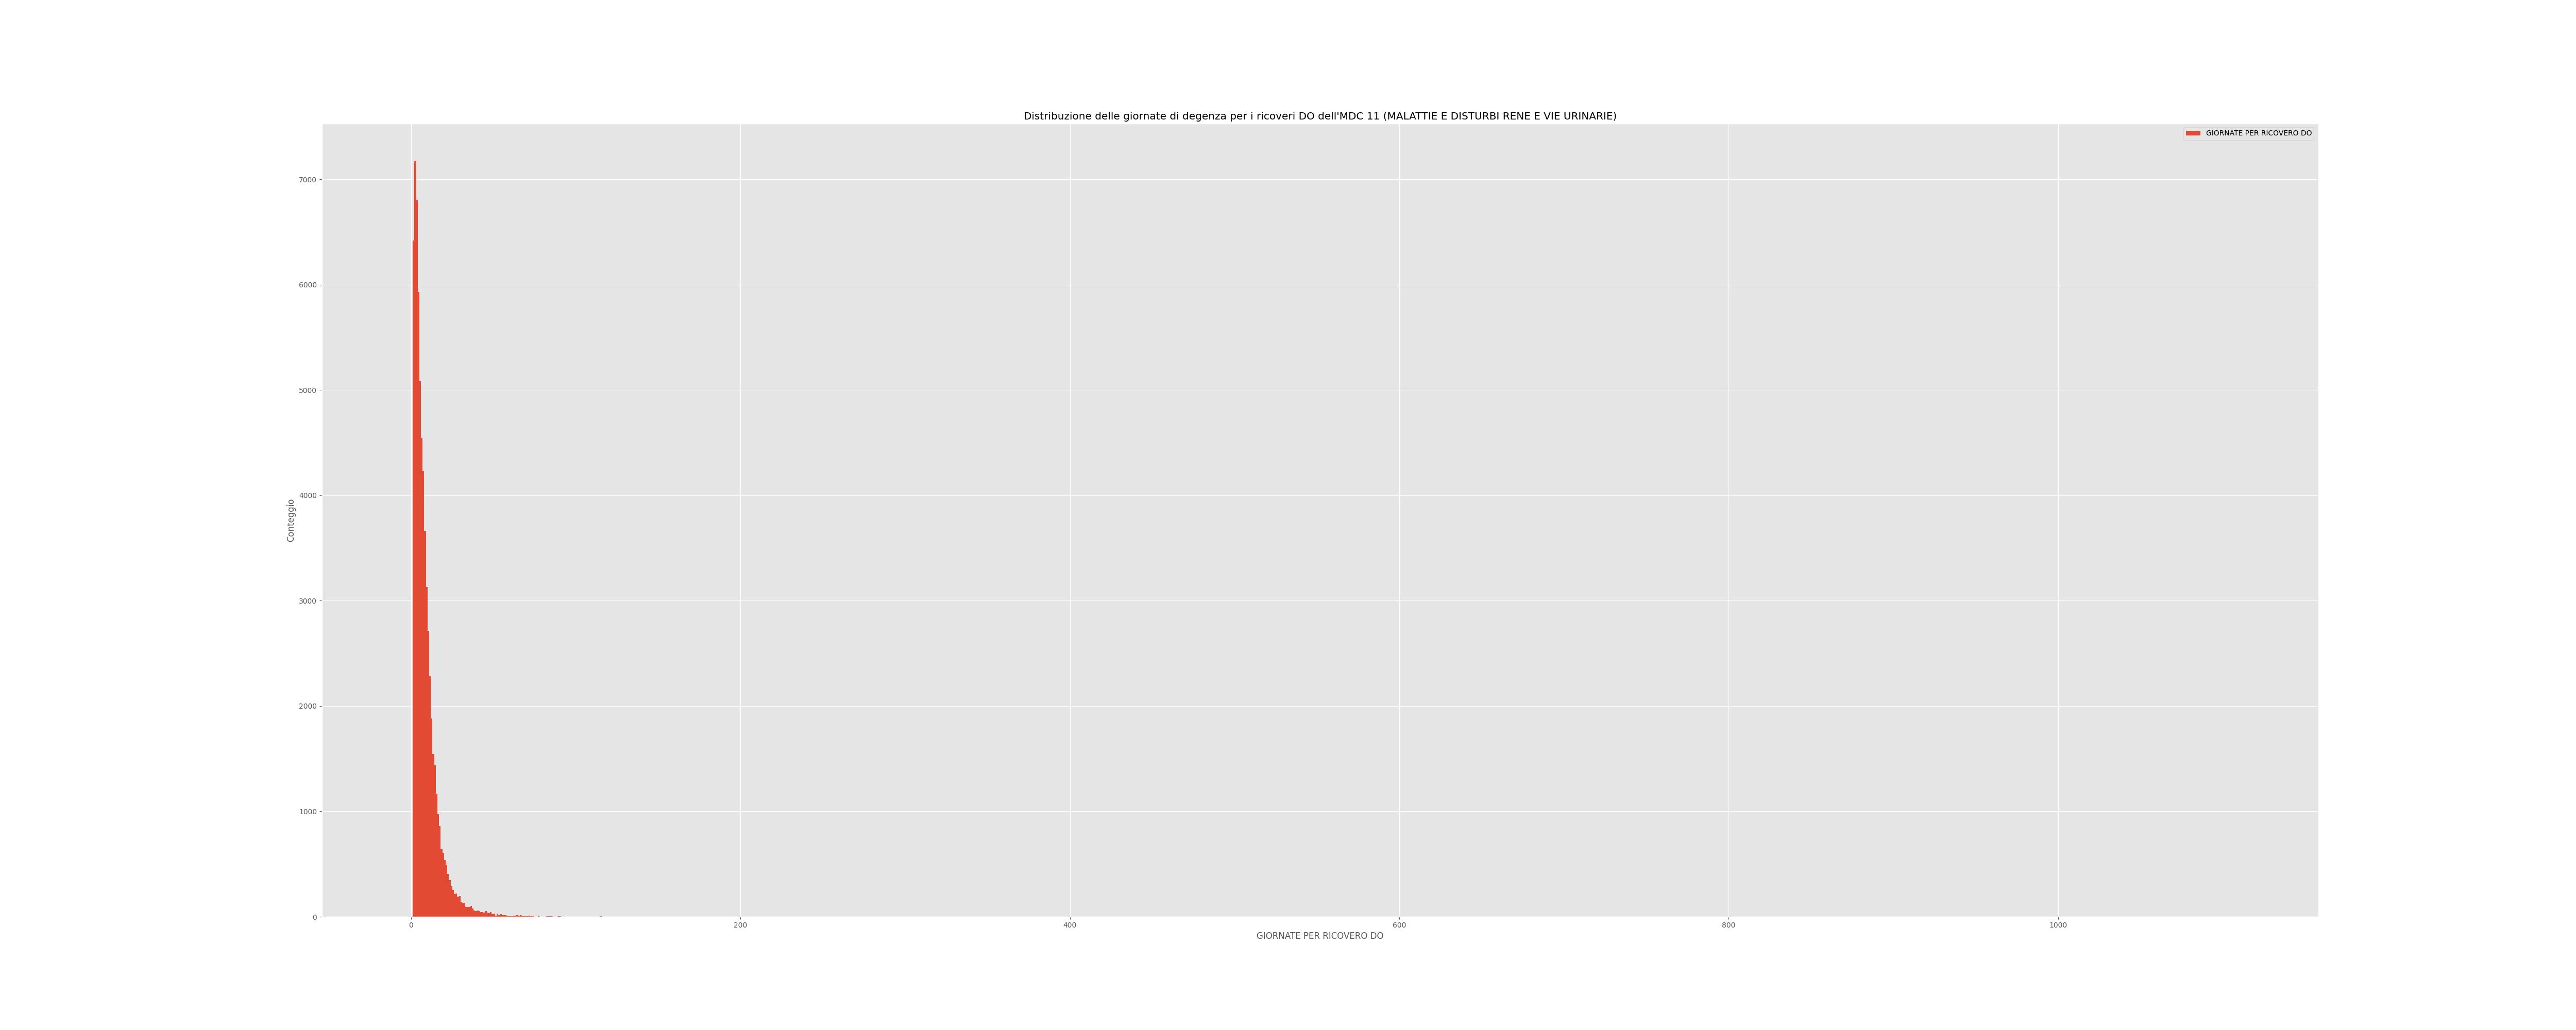 Distribuzione delle giornate di degenza per i ricoveri DO dell'MDC 11 (MALATTIE E DISTURBI RENE E VIE URINARIE)
GIORNATE PER RICOVERO DO
7000
6000
5000
4000
3000
2000
1000
0
Conteggio
0 200 400 600 800 1000
GIORNATE PER RICOVERO DO